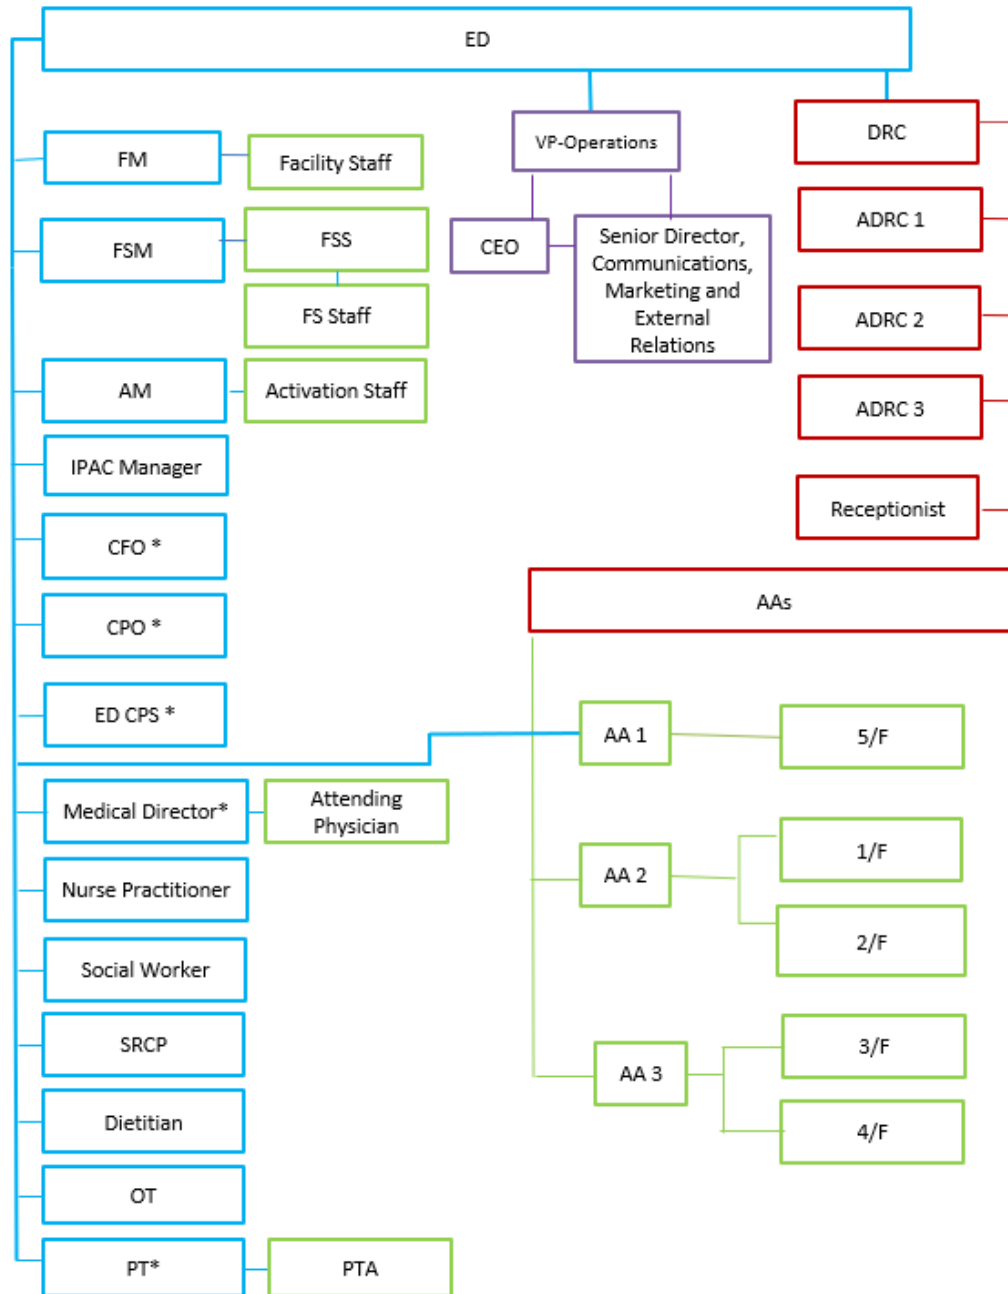 ED
FM
Facility Staff
FSM
FSS
FS Staff
AM
Activation Staff
IPAC Manager
CFO *
CPO *
ED CPS *
Medical Director*
Attending
Physician
Nurse Practitioner
Social Worker
SRCP
Dietitian
OT
PT*
PTA
VP-Operations
CEO
Senior Director,
Communications,
Marketing and
External
Relations
DRC
ADRC 1
ADRC 2
ADRC 3
Receptionist
AAs
AA 1
5/F
AA 2
1/F
2/F
AA 3
3/F
4/F